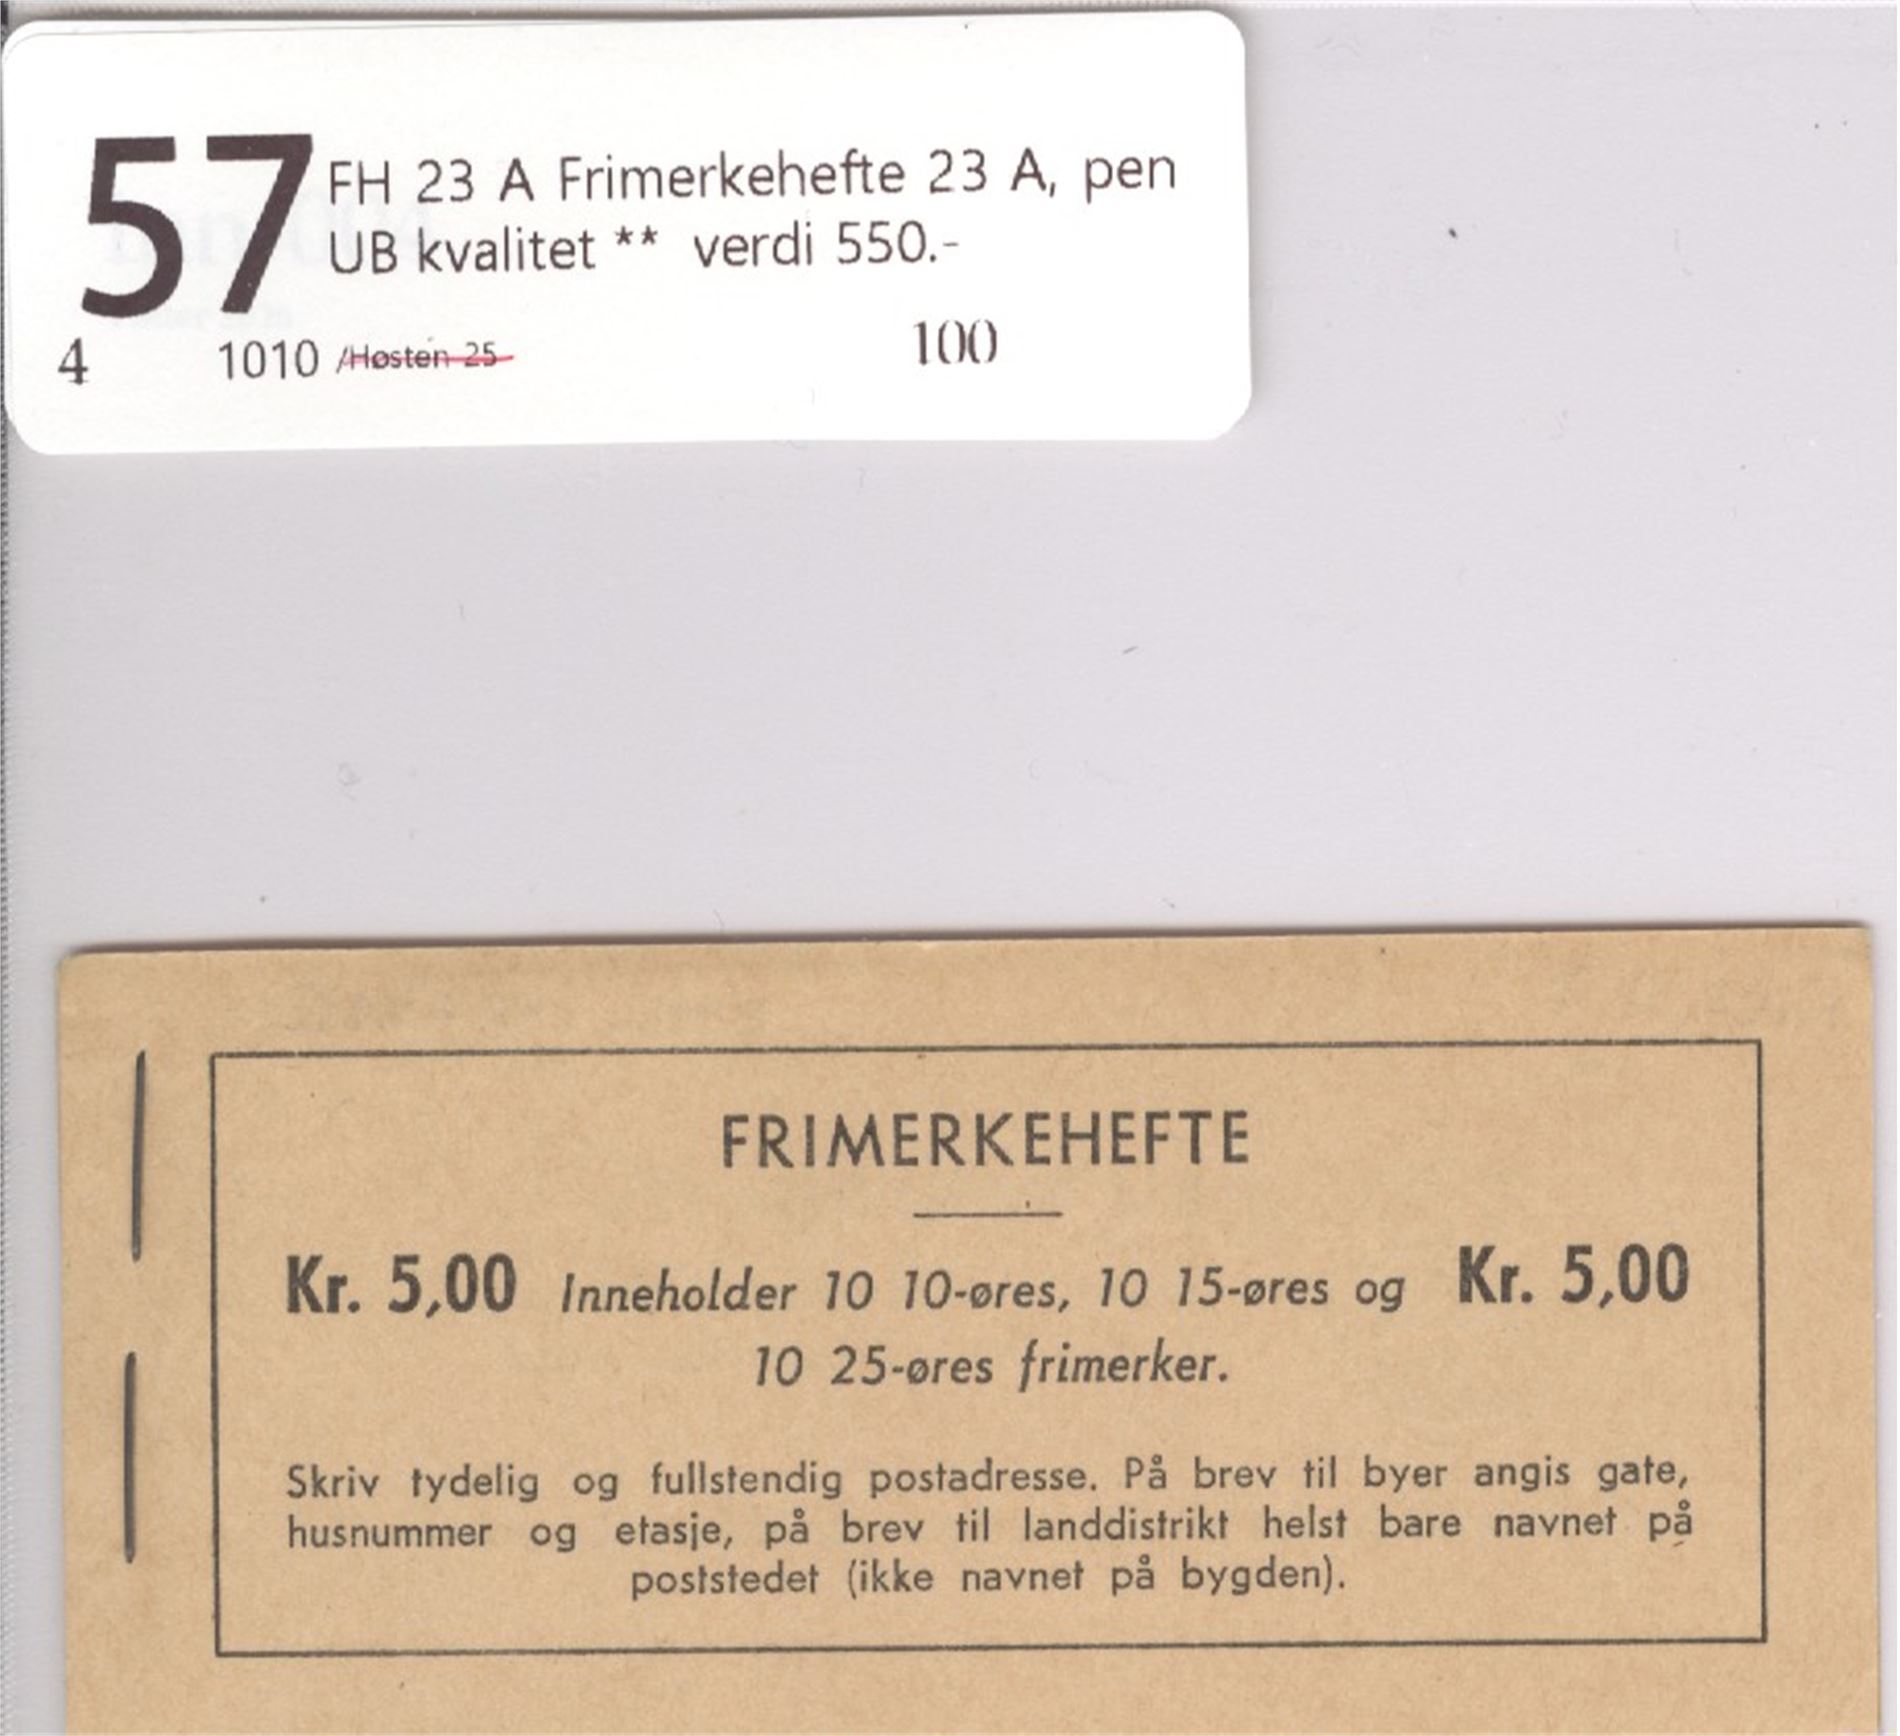 57 FH 23 A Frimerkehefte 23 A, pen
UB kvalitet ** verdi 550.-
4 1010 /Høsten 25 100
FRIMERKEHEFTE
Kr. 5,00 Inneholder 10 10-øres, 10 15-øres og Kr. 5,00
10 25-øres frimerker.
Skriv tydelig og fullstendig postadresse. På brev til byer angis gate,
husnummer og etasje, på brev til landdistrikt helst bare navnet på
poststedet (ikke navnet på bygden).